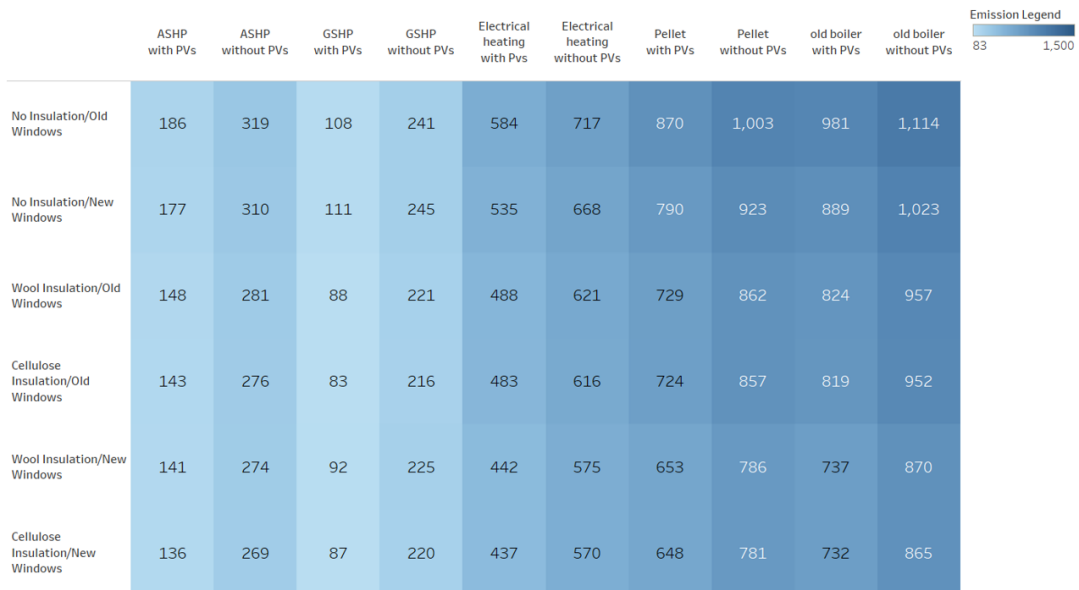 Emission Legend
83 1,500
ASHP
with PVs
ASHP
without PVs
GSHP
with PVs
GSHP
without PVs
Electrical
heating
with PVs
Electrical
heating
without PVs
Pellet
with PVs
Pellet
without PVs
old boiler
with PVs
old boiler
without PVs
No Insulation/Old
Windows
186 319 108 241 584 717 870 1,003 981 1,114
No Insulation/New
Windows
177 310 111 245 535 668 790 923 889 1,023
Wool Insulation/Old
Windows
148 281 88 221 488 621 729 862 824 957
Cellulose
Insulation/Old
Windows
143 276 83 216 483 616 724 857 819 952
Wool Insulation/New
Windows
141 274 92 225 442 575 653 786 737 870
Cellulose
Insulation/New
Windows
136 269 87 220 437 570 648 781 732 865